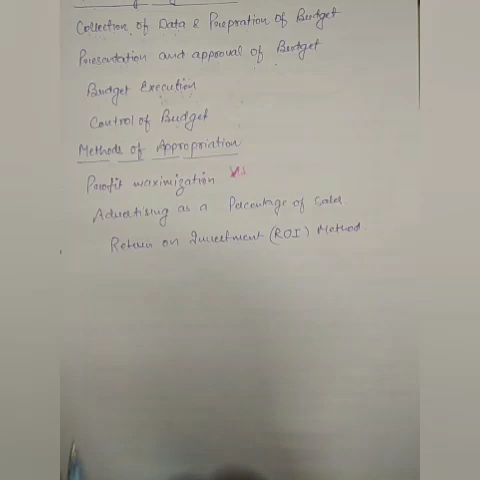 Collection of Data & Prepration of Budget
Presentation and approval of Budget
Budget Execution
Control of Budget
Methods of Appropriation
Profit maximization
Advertising as a Percentage of Sales
Return on Investment (ROI) Method